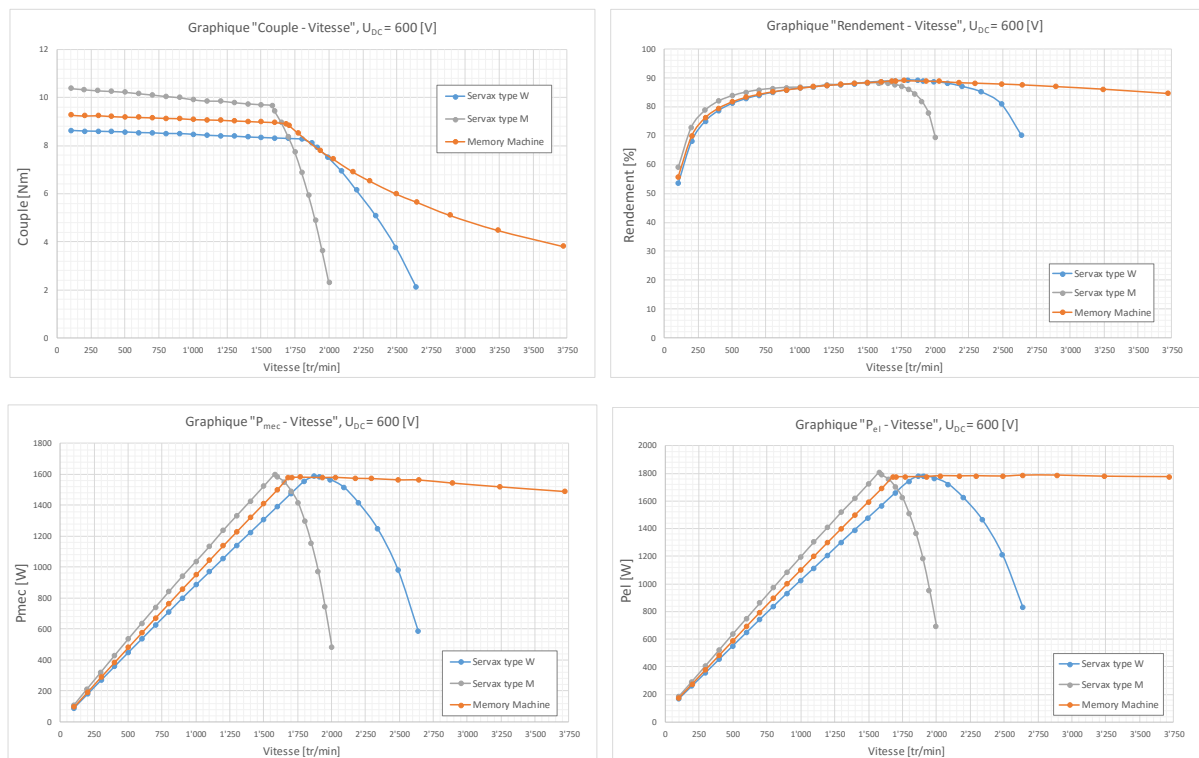 Graphique "Couple - Vitesse", U_DC = 600 [V]
Couple [Nm]
12
10
8
6
4
2
0
Servax type W
Servax type M
Memory Machine
0 250 500 750 1'000 1'250 1'500 1'750 2'000 2'250 2'500 2'750 3'000 3'250 3'500 3'750
Vitesse [tr/min]
Graphique "Rendement - Vitesse", U_DC = 600 [V]
Rendement [%]
100
90
80
70
60
50
40
30
20
10
0
Servax type W
Servax type M
Memory Machine
0 250 500 750 1'000 1'250 1'500 1'750 2'000 2'250 2'500 2'750 3'000 3'250 3'500 3'750
Vitesse [tr/min]
Graphique "P_mec - Vitesse", U_DC = 600 [V]
Pmec [W]
1800
1600
1400
1200
1000
800
600
400
200
0
Servax type W
Servax type M
Memory Machine
0 250 500 750 1'000 1'250 1'500 1'750 2'000 2'250 2'500 2'750 3'000 3'250 3'500 3'750
Vitesse [tr/min]
Graphique "P_el - Vitesse", U_DC = 600 [V]
Pel [W]
2000
1800
1600
1400
1200
1000
800
600
400
200
0
Servax type W
Servax type M
Memory Machine
0 250 500 750 1'000 1'250 1'500 1'750 2'000 2'250 2'500 2'750 3'000 3'250 3'500 3'750
Vitesse [tr/min]